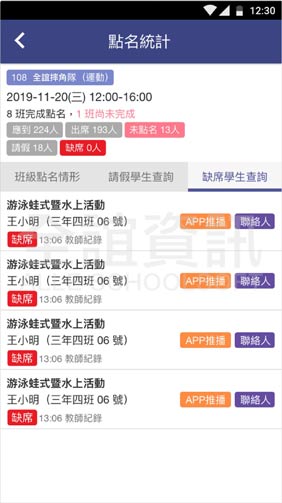 12:30
點名統計
108 全誼摔角隊（運動）
2019-11-20(三) 12:00-16:00
8 班完成點名，1 班尚未完成
應到 224人 出席 193人 未點名 13人
請假 18人 缺席 0人
班級點名情形 請假學生查詢 缺席學生查詢
游泳蛙式暨水上活動
王小明（三年四班 06 號） APP推播 聯絡人
缺席 13:06 教師紀錄
游泳蛙式暨水上活動
王小明（三年四班 06 號） APP推播 聯絡人
缺席 13:06 教師紀錄
游泳蛙式暨水上活動
王小明（三年四班 06 號） APP推播 聯絡人
缺席 13:06 教師紀錄
游泳蛙式暨水上活動
王小明（三年四班 06 號） APP推播 聯絡人
缺席 13:06 教師紀錄